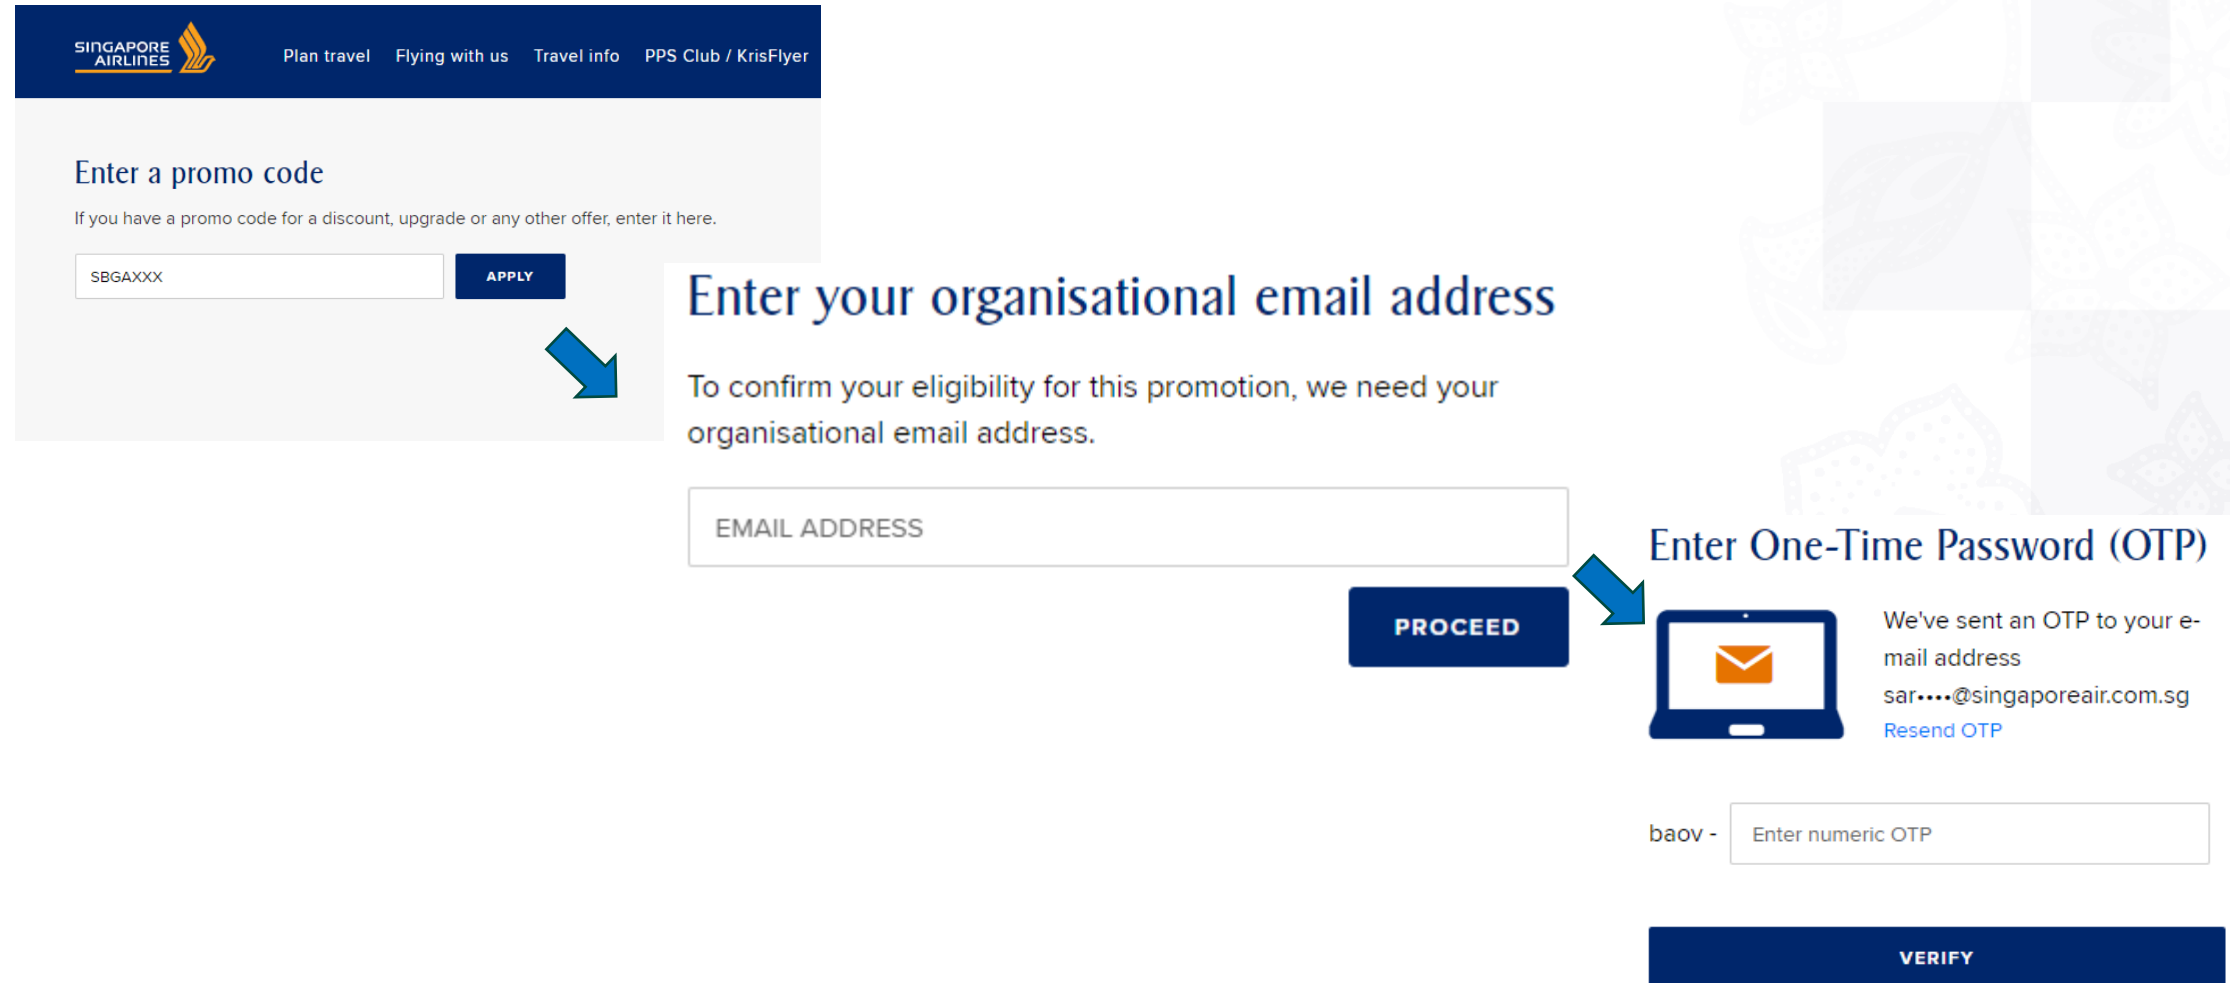 SINGAPORE
AIRLINES
Plan travel Flying with us Travel info PPS Club / KrisFlyer
Enter a promo code
If you have a promo code for a discount, upgrade or any other offer, enter it here.
SBGAXXX
APPLY
Enter your organisational email address
To confirm your eligibility for this promotion, we need your
organisational email address.
EMAIL ADDRESS
PROCEED
Enter One-Time Password (OTP)
We've sent an OTP to your e-
mail address
sar••••@singaporeair.com.sg
Resend OTP
baov -
Enter numeric OTP
VERIFY